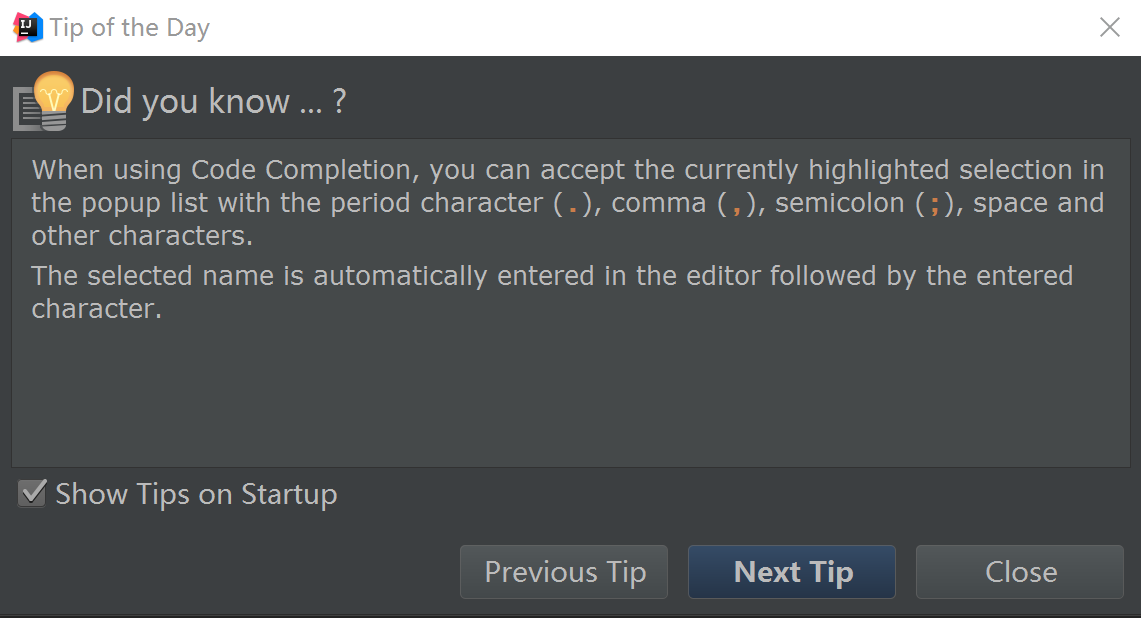 IJ
Tip of the Day
Did you know ... ?
When using Code Completion, you can accept the currently highlighted selection in
the popup list with the period character (.), comma (,), semicolon (;), space and
other characters.
The selected name is automatically entered in the editor followed by the entered
character.
Show Tips on Startup
Previous Tip
Next Tip
Close